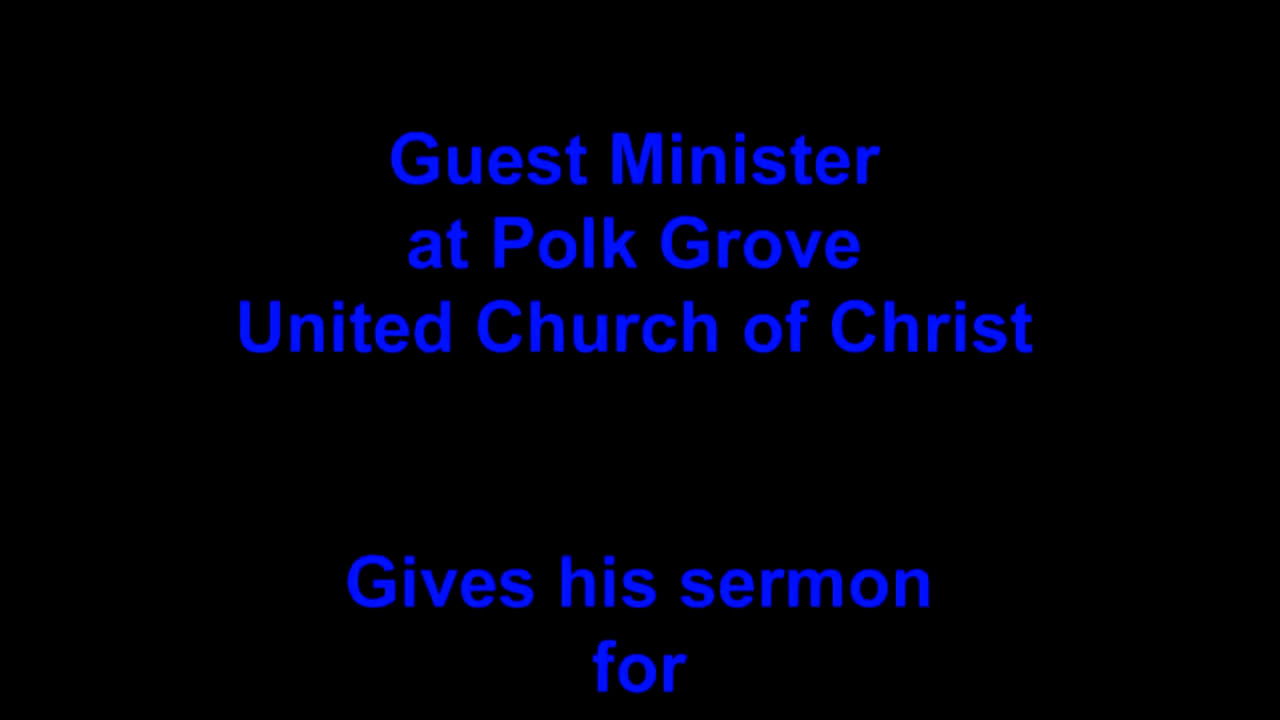 Guest Minister
at Polk Grove
United Church of Christ
Gives his sermon
for